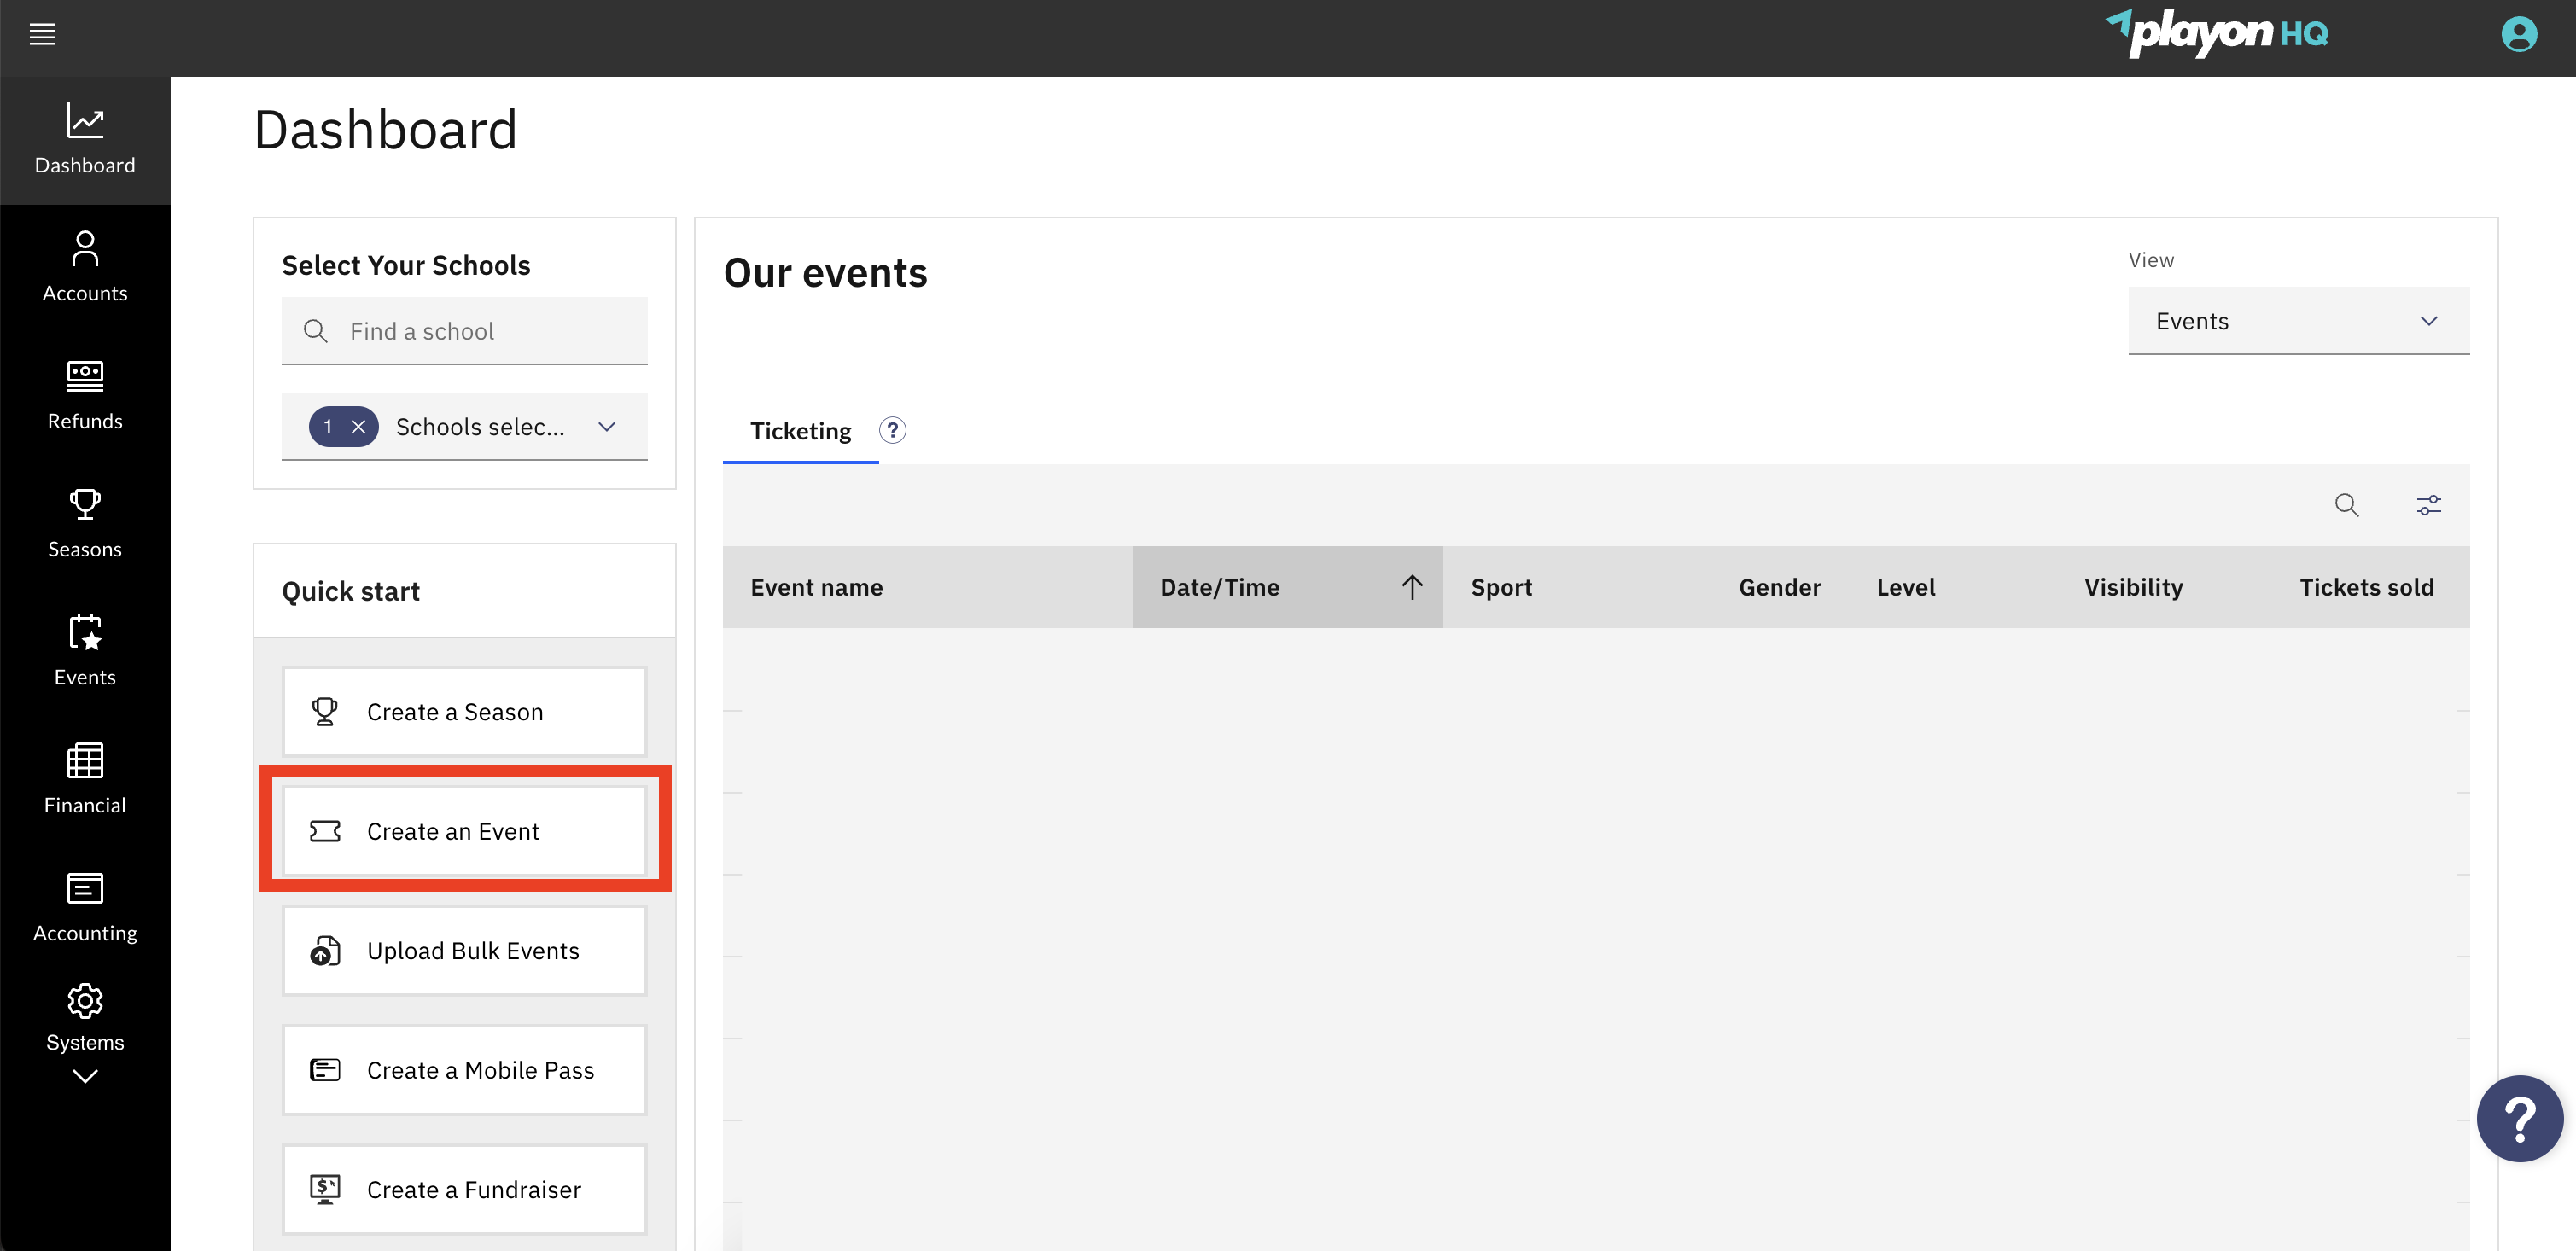 playon HQ
Dashboard
Accounts
Refunds
Seasons
Events
Financial
Accounting
Systems
Dashboard
Select Your Schools
Find a school
1 Schools selec...
Quick start
Create a Season
Create an Event
Upload Bulk Events
Create a Mobile Pass
Create a Fundraiser
Our events
View
Events
Ticketing ?
Event name Date/Time Sport Gender Level Visibility Tickets sold
?